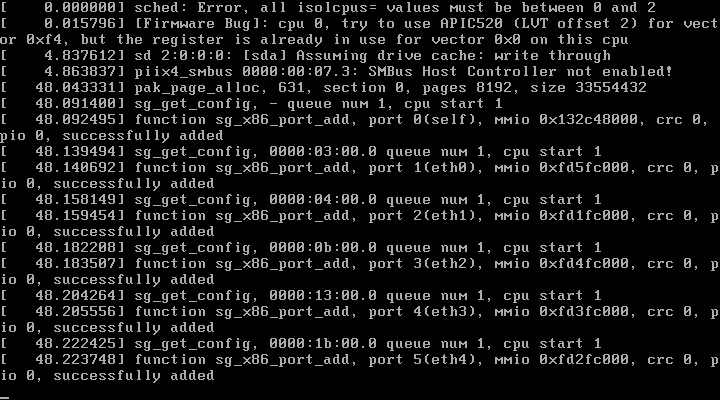 [    0.000000] sched: Error, all isolcpus= values must be between 0 and 2
[    0.015796] [Firmware Bug]: cpu 0, try to use APIC520 (LVT offset 2) for vect
or 0xf4, but the register is already in use for vector 0x0 on this cpu
[    4.837612] sd 2:0:0:0: [sda] Assuming drive cache: write through
[    4.863837] piix4_smbus 0000:00:07.3: SMBus Host Controller not enabled!
[   48.043331] pak_page_alloc, 631, section 0, pages 8192, size 33554432
[   48.091400] sg_get_config, - queue num 1, cpu start 1
[   48.092495] function sg_x86_port_add, port 0(self), mmio 0x132c48000, crc 0,
pio 0, successfully added
[   48.139494] sg_get_config, 0000:03:00.0 queue num 1, cpu start 1
[   48.140692] function sg_x86_port_add, port 1(eth0), mmio 0xfd5fc000, crc 0, p
io 0, successfully added
[   48.158149] sg_get_config, 0000:04:00.0 queue num 1, cpu start 1
[   48.159454] function sg_x86_port_add, port 2(eth1), mmio 0xfd1fc000, crc 0, p
io 0, successfully added
[   48.182208] sg_get_config, 0000:0b:00.0 queue num 1, cpu start 1
[   48.183507] function sg_x86_port_add, port 3(eth2), mmio 0xfd4fc000, crc 0, p
io 0, successfully added
[   48.204264] sg_get_config, 0000:13:00.0 queue num 1, cpu start 1
[   48.205556] function sg_x86_port_add, port 4(eth3), mmio 0xfd3fc000, crc 0, p
io 0, successfully added
[   48.222425] sg_get_config, 0000:1b:00.0 queue num 1, cpu start 1
[   48.223748] function sg_x86_port_add, port 5(eth4), mmio 0xfd2fc000, crc 0, p
io 0, successfully added